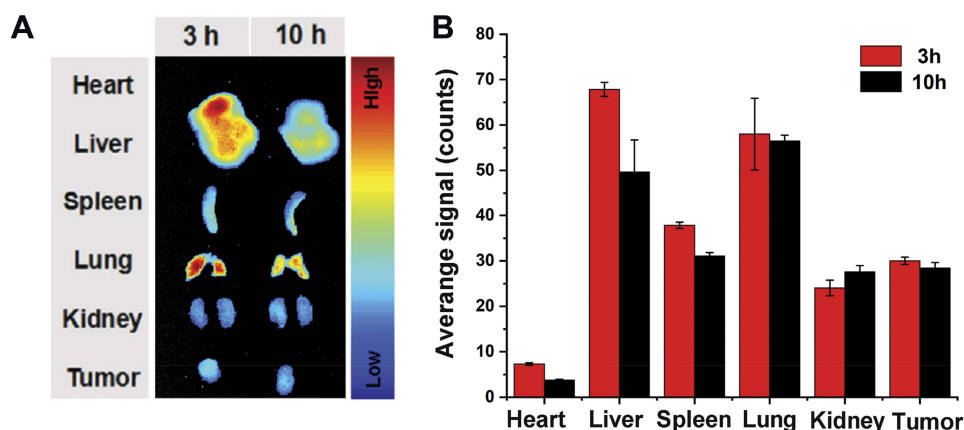 A
3 h 10 h
Heart
Liver
Spleen
Lung
Kidney
Tumor
HIgh
Low
B
Averange signal (counts)
80
70
60
50
40
30
20
10
0
3h
10h
Heart Liver Spleen Lung Kidney Tumor